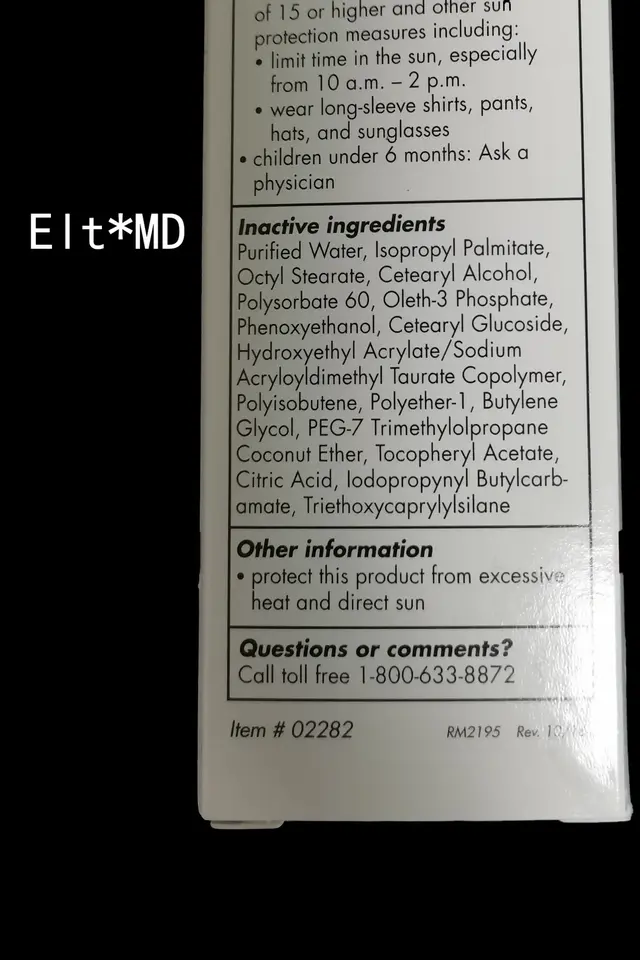 of 15 or higher and other sun
protection measures including:
• limit time in the sun, especially
from 10 a.m. – 2 p.m.
• wear long-sleeve shirts, pants,
hats, and sunglasses
• children under 6 months: Ask a
physician
Elt*MD
Inactive ingredients
Purified Water, Isopropyl Palmitate,
Octyl Stearate, Cetearyl Alcohol,
Polysorbate 60, Oleth-3 Phosphate,
Phenoxyethanol, Cetearyl Glucoside,
Hydroxyethyl Acrylate/Sodium
Acryloyldimethyl Taurate Copolymer,
Polyisobutene, Polyether-1, Butylene
Glycol, PEG-7 Trimethylolpropane
Coconut Ether, Tocopheryl Acetate,
Citric Acid, Iodopropynyl Butylcarb-
amate, Triethoxycaprylylsilane
Other information
• protect this product from excessive
heat and direct sun
Questions or comments?
Call toll free 1-800-633-8872
Item # 02282
RM2195 Rev.